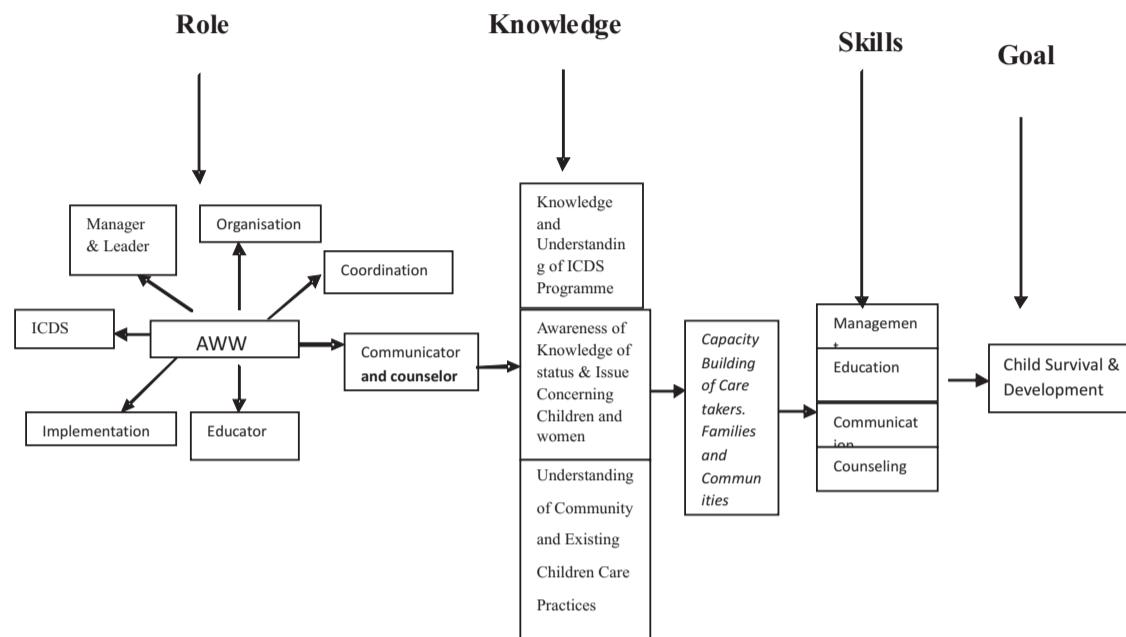 Role
Knowledge
Skills
Goal
Manager
& Leader
Organisation
Coordination
ICDS
AWW
Communicator
and counselor
Implementation
Educator
Knowledge
and
Understandin
g of ICDS
Programme
Awareness of
Knowledge of
status & Issue
Concerning
Children and
women
Understanding
of Community
and Existing
Children Care
Practices
Capacity
Building
of Care
takers.
Families
and
Commun
ities
Managemen
t
Education
Communicat
ion
Counseling
Child Survival &
Development